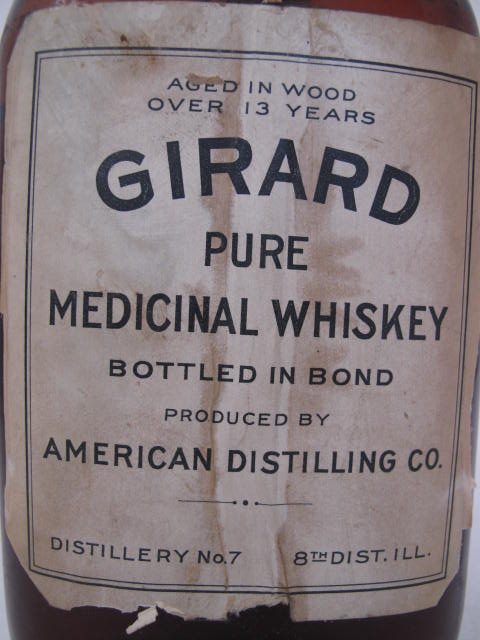 AGED IN WOOD
OVER 13 YEARS
GIRARD
PURE
MEDICINAL WHISKEY
BOTTLED IN BOND
PRODUCED BY
AMERICAN DISTILLING CO.
DISTILLERY No. 7 8TH DIST. ILL.